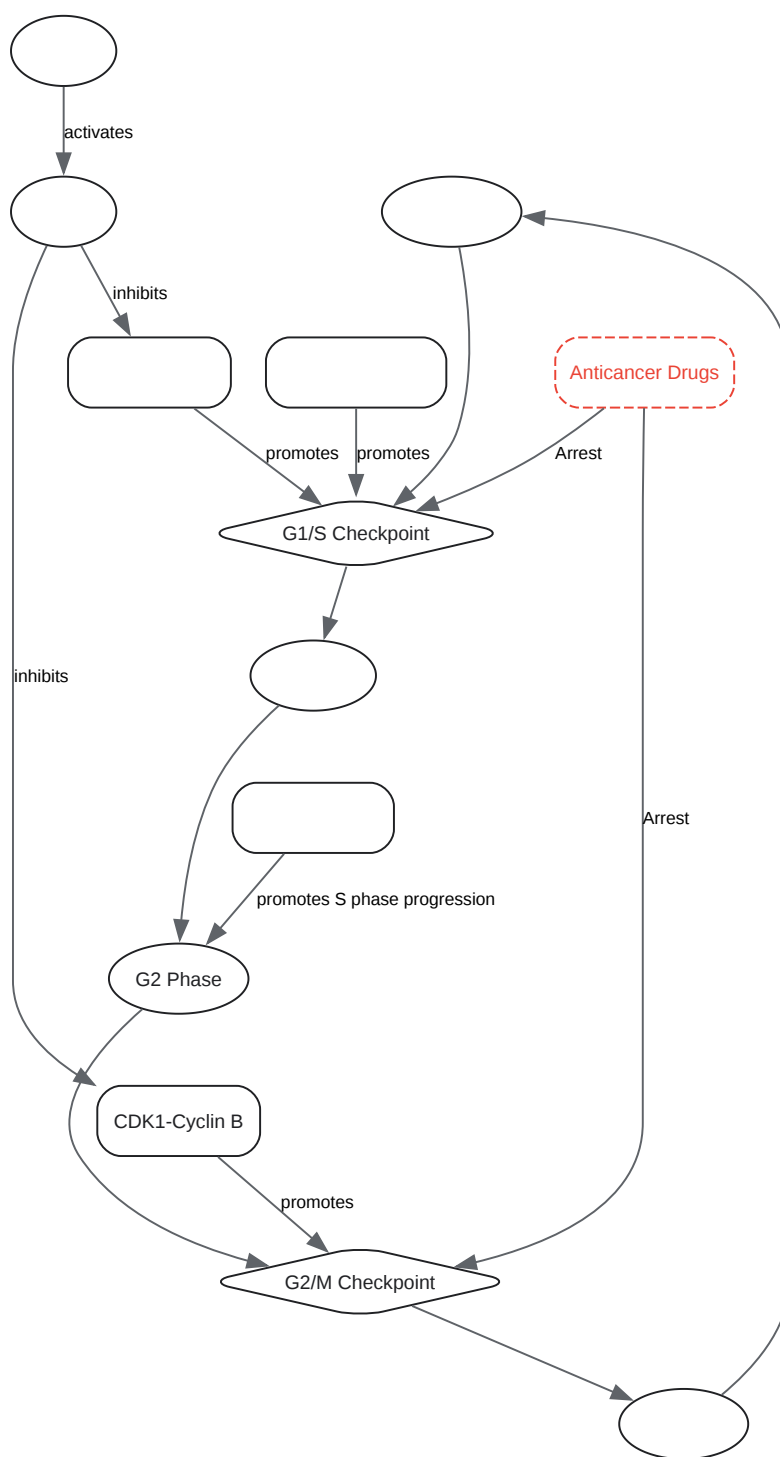 activates
inhibits
Anticancer Drugs
promotes
promotes
Arrest
G1/S Checkpoint
inhibits
Arrest
promotes S phase progression
G2 Phase
CDK1-Cyclin B
promotes
G2/M Checkpoint